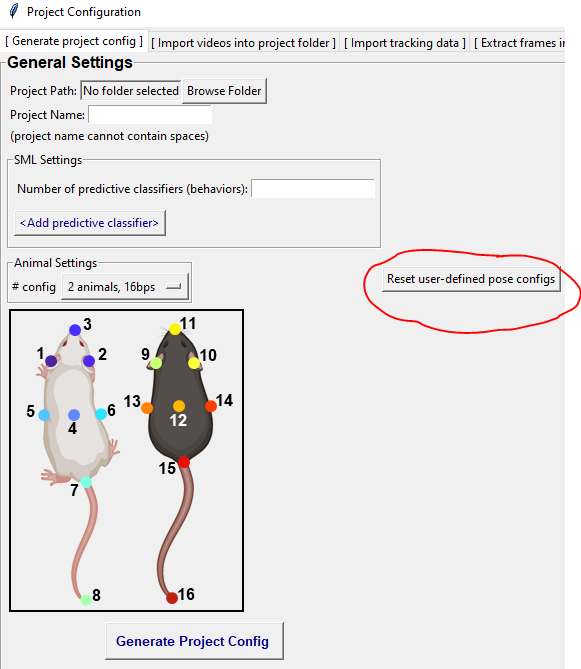 Project Configuration
[ Generate project config ] [ Import videos into project folder ] [ Import tracking data ] [ Extract frames in
General Settings
Project Path: No folder selected Browse Folder
Project Name:
(project name cannot contain spaces)
SML Settings
Number of predictive classifiers (behaviors):
<Add predictive classifier>
Animal Settings
# config 2 animals, 16bps
Reset user-defined pose configs
3 11
1 2 9 10
5 4 6 13 12 14
7 15
8 16
Generate Project Config